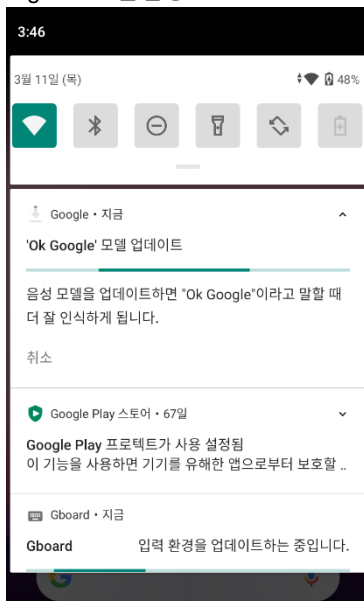 3:46
3월 11일 (목)
48%
Google • 지금
'Ok Google' 모델 업데이트
음성 모델을 업데이트하면 "Ok Google"이라고 말할 때
더 잘 인식하게 됩니다.
취소
Google Play 스토어 • 67일
Google Play 프로텍트가 사용 설정됨
이 기능을 사용하면 기기를 유해한 앱으로부터 보호할 ..
Gboard • 지금
Gboard 입력 환경을 업데이트하는 중입니다.